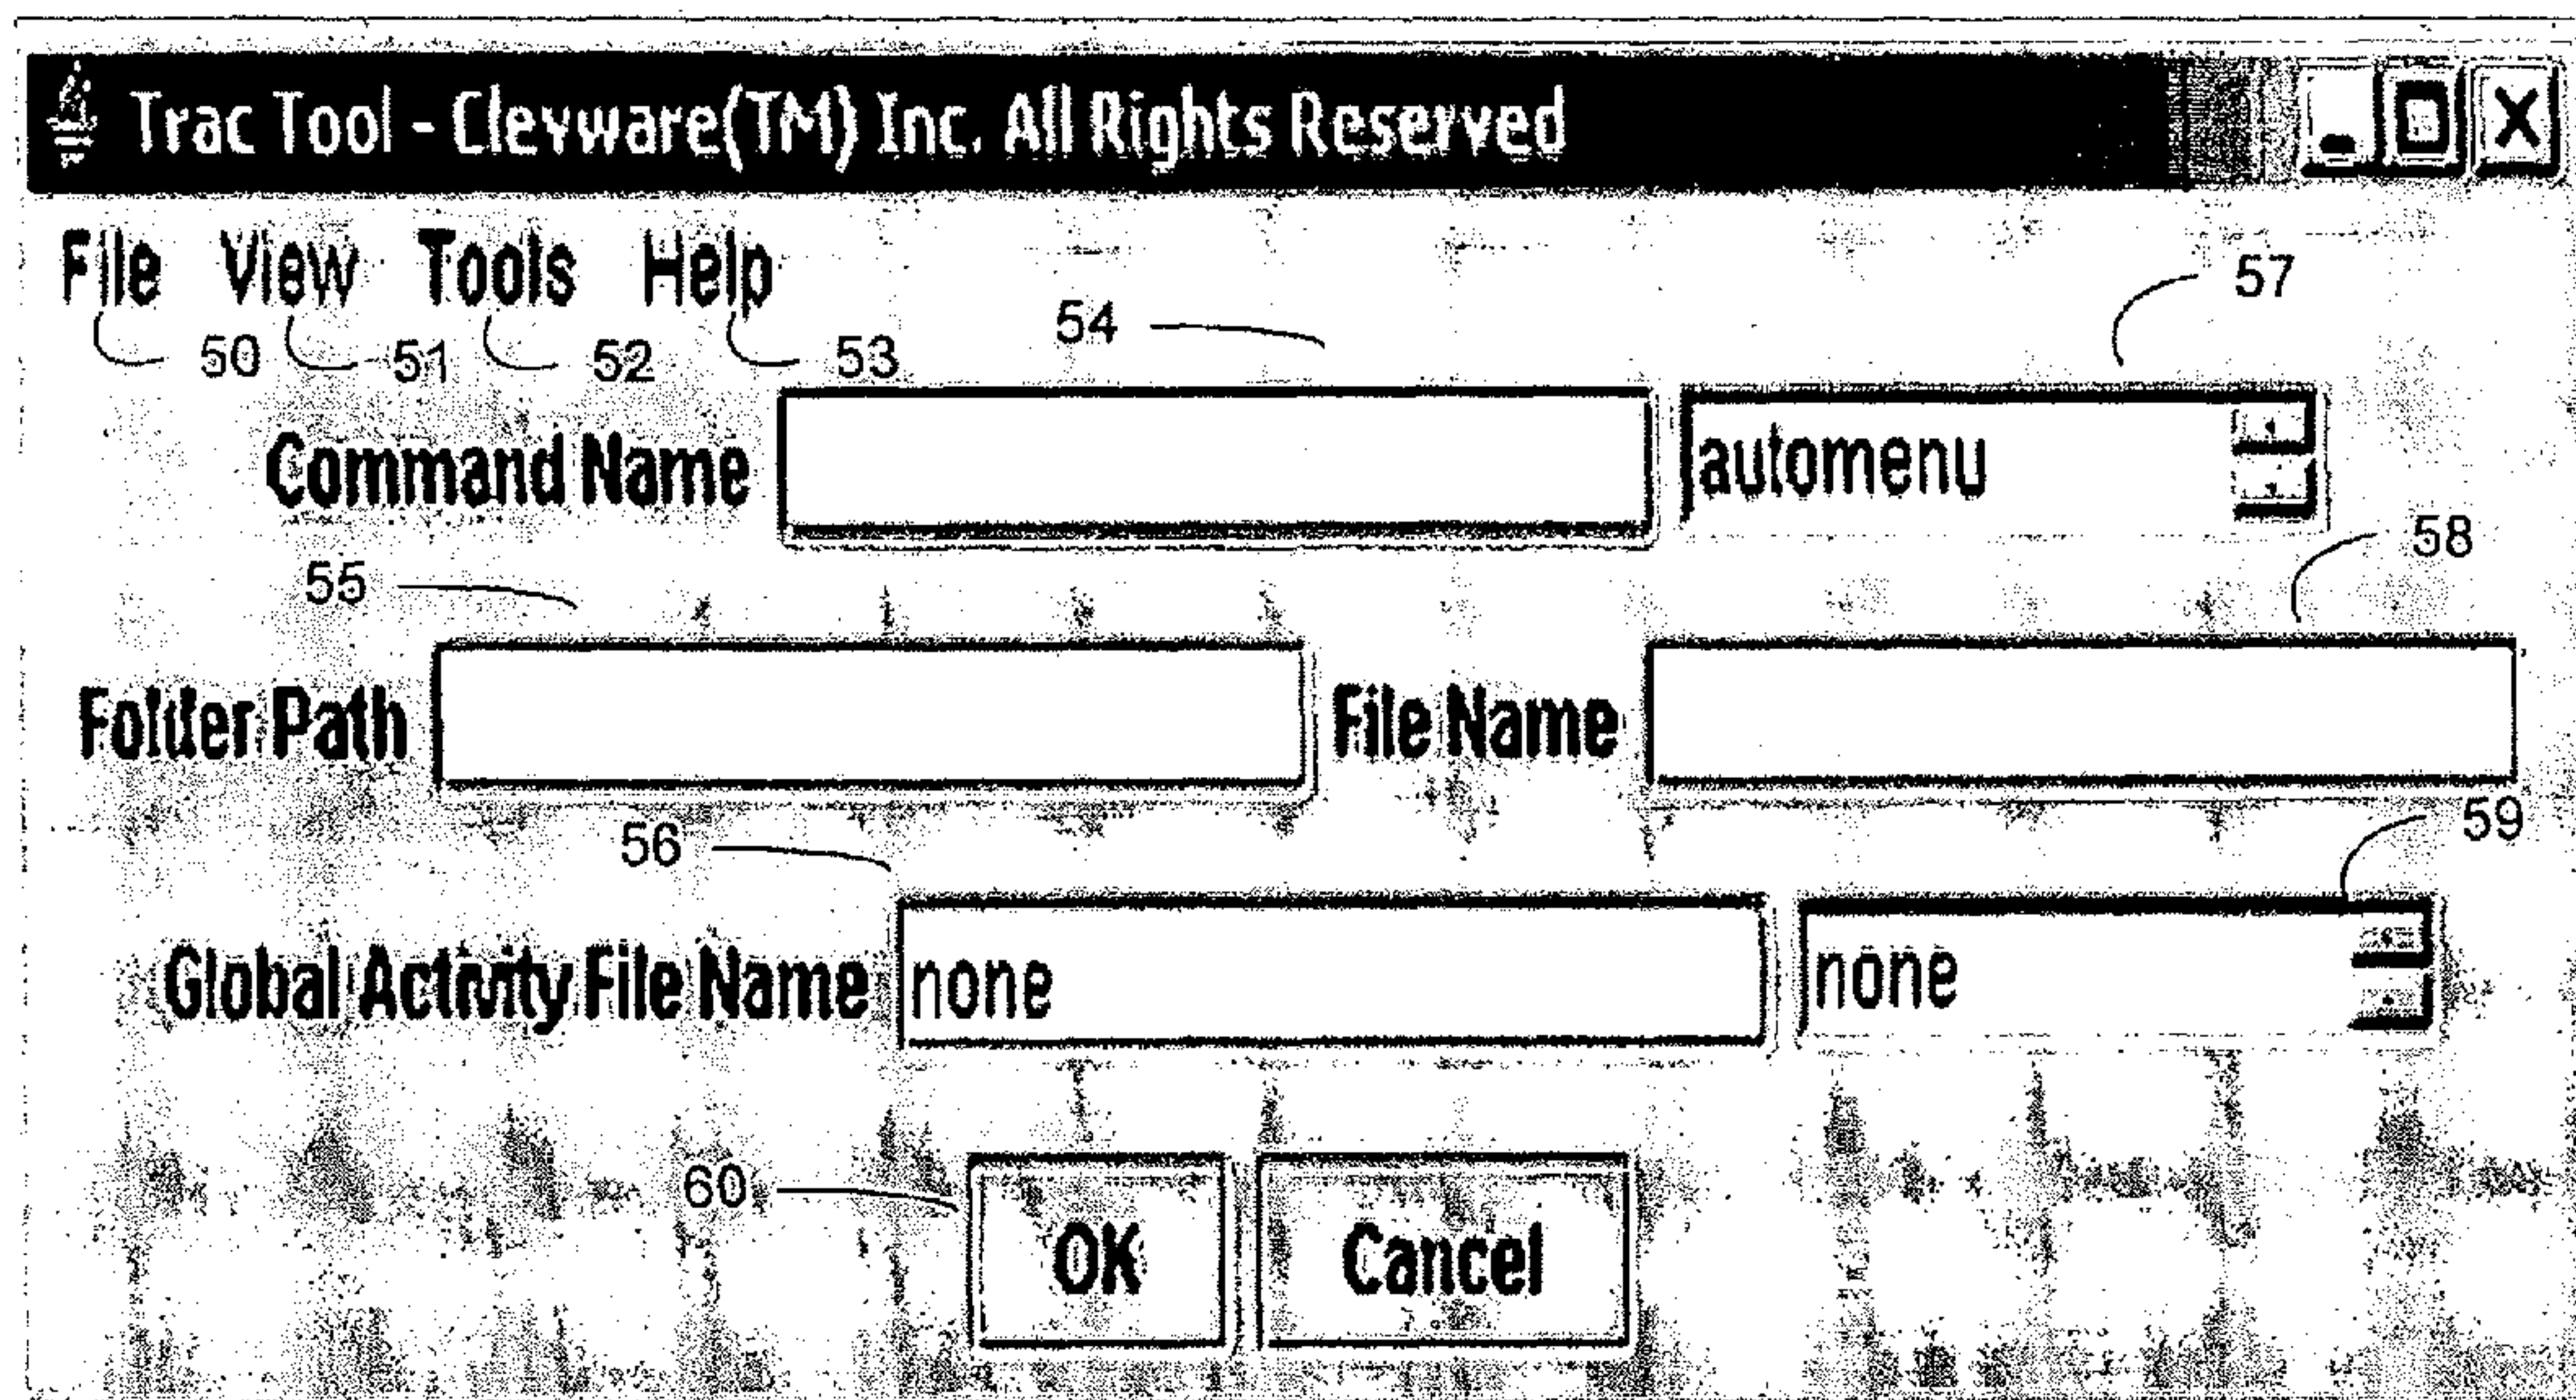 Trac Tool - Clevware(TM) Inc. All Rights Reserved
File View Tools Help
50 51 52 53 54 57
Command Name automenu
55 58
Folder Path File Name
56 59
Global Activity File Name none none
60 OK Cancel